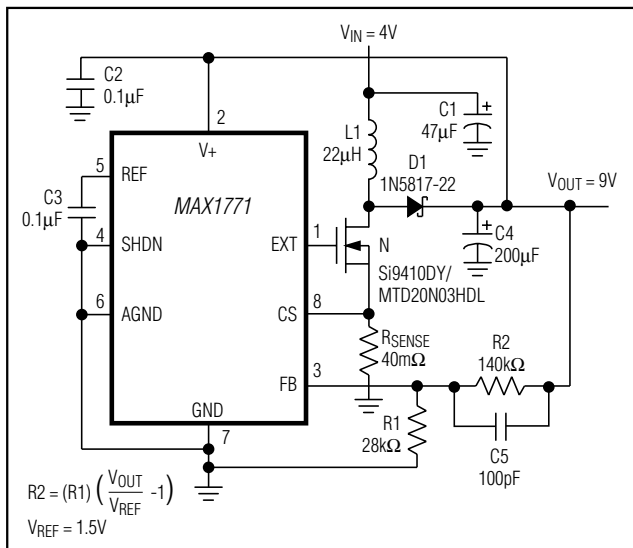 V_IN = 4V
C2
0.1μF
2
V+
L1
22μH
C1
47μF
+
D1
1N5817-22
V_OUT = 9V
5
REF
MAX1771
C3
0.1μF
4
SHDN
1
EXT
N
+
C4
200μF
Si9410DY/
MTD20N03HDL
6
AGND
8
CS
R_SENSE
40mΩ
R2
140kΩ
3
FB
GND
7
R1
28kΩ
C5
100pF
R2 = (R1) (V_OUT / V_REF -1)
V_REF = 1.5V